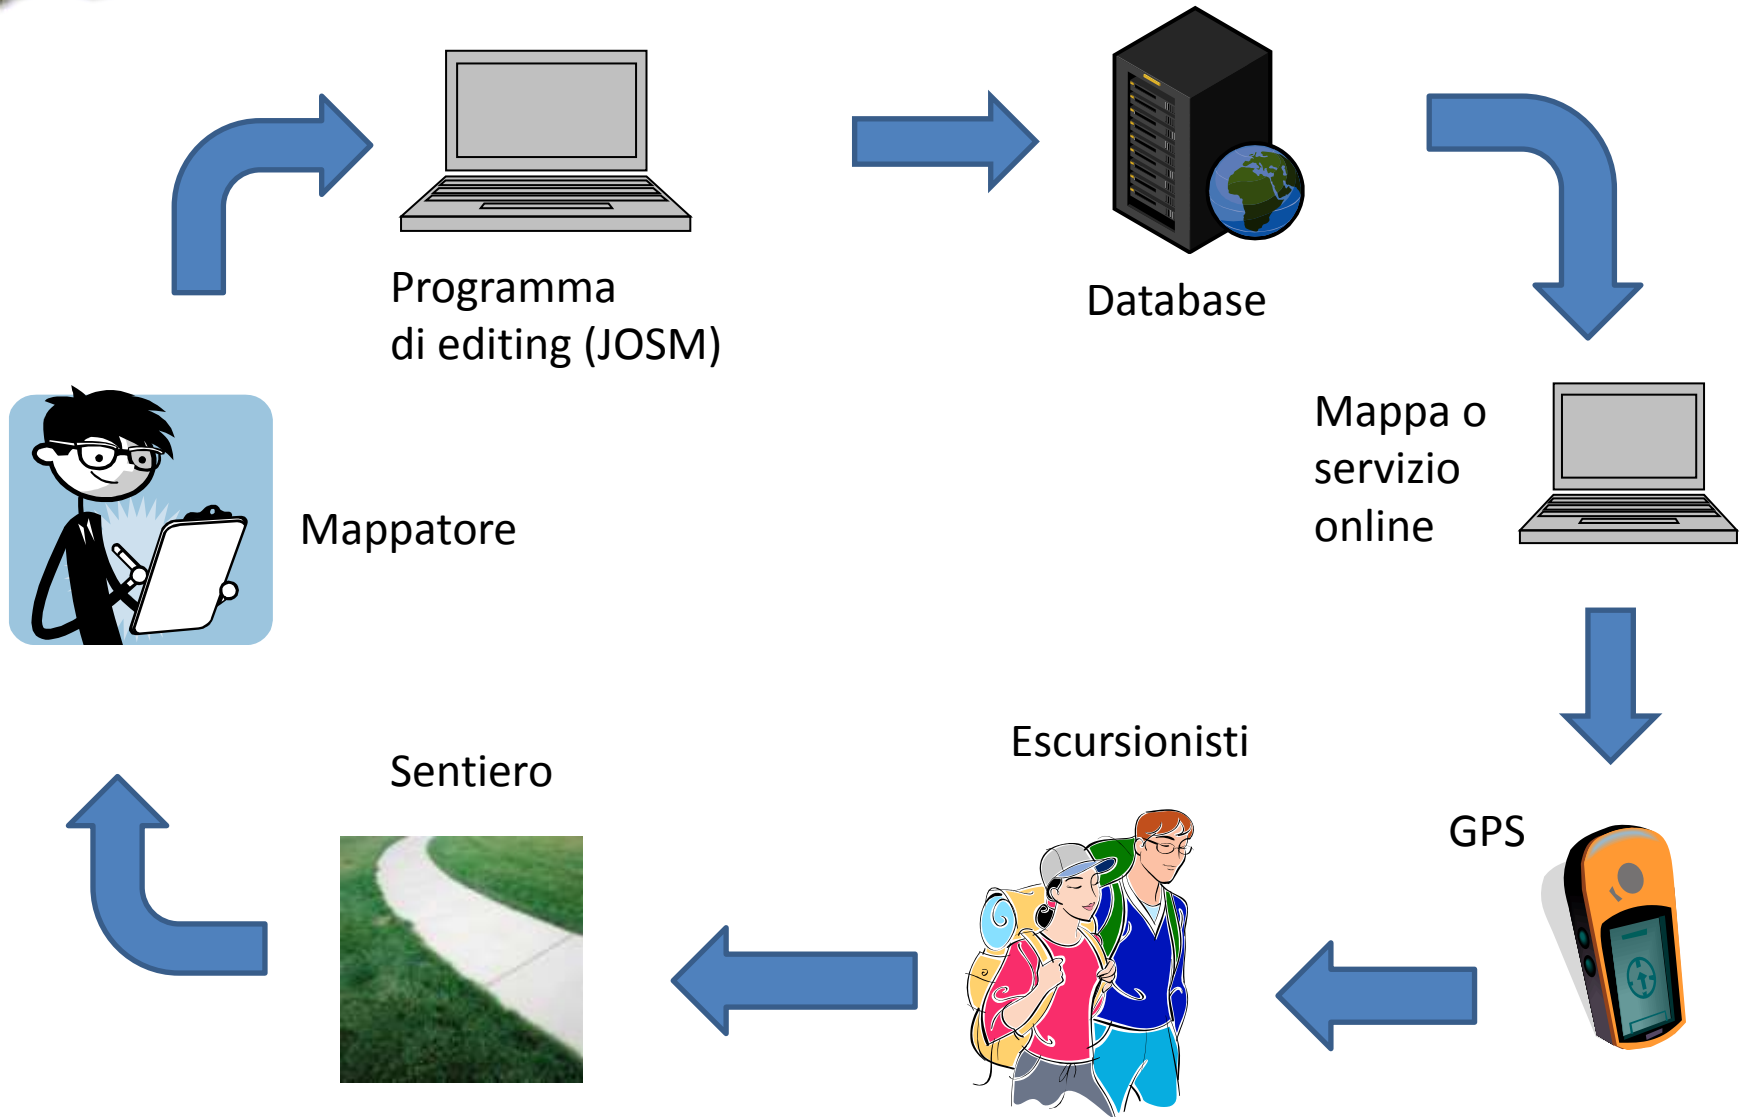 Programma
di editing (JOSM)
Database
Mappa o
servizio
online
Mappatore
Escursionisti
Sentiero
GPS